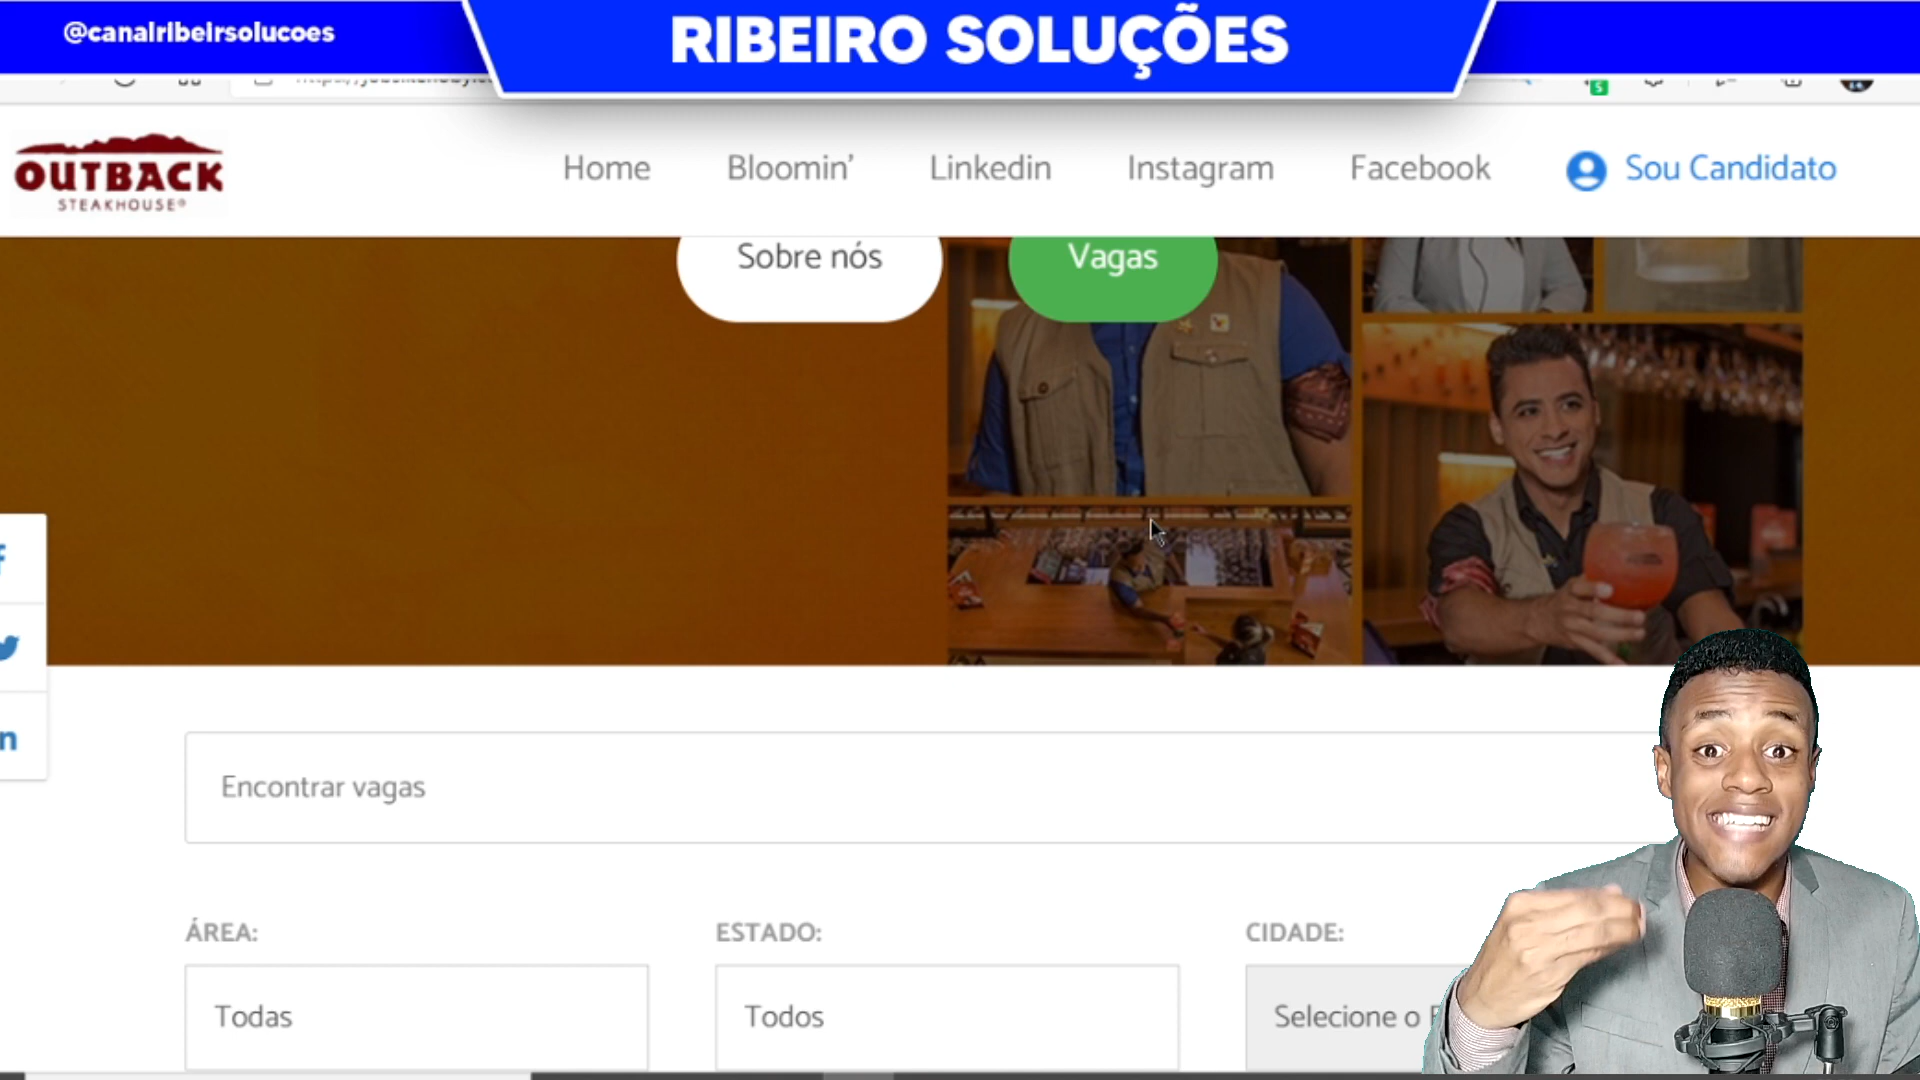 @canalribeirsolucoes
RIBEIRO SOLUÇÕES
OUTBACK
STEAKHOUSE®
Home
Bloomin’
Linkedin
Instagram
Facebook
Sou Candidato
Sobre nós
Vagas
Encontrar vagas
ÁREA:
ESTADO:
CIDADE:
Todas
Todos
Selecione o